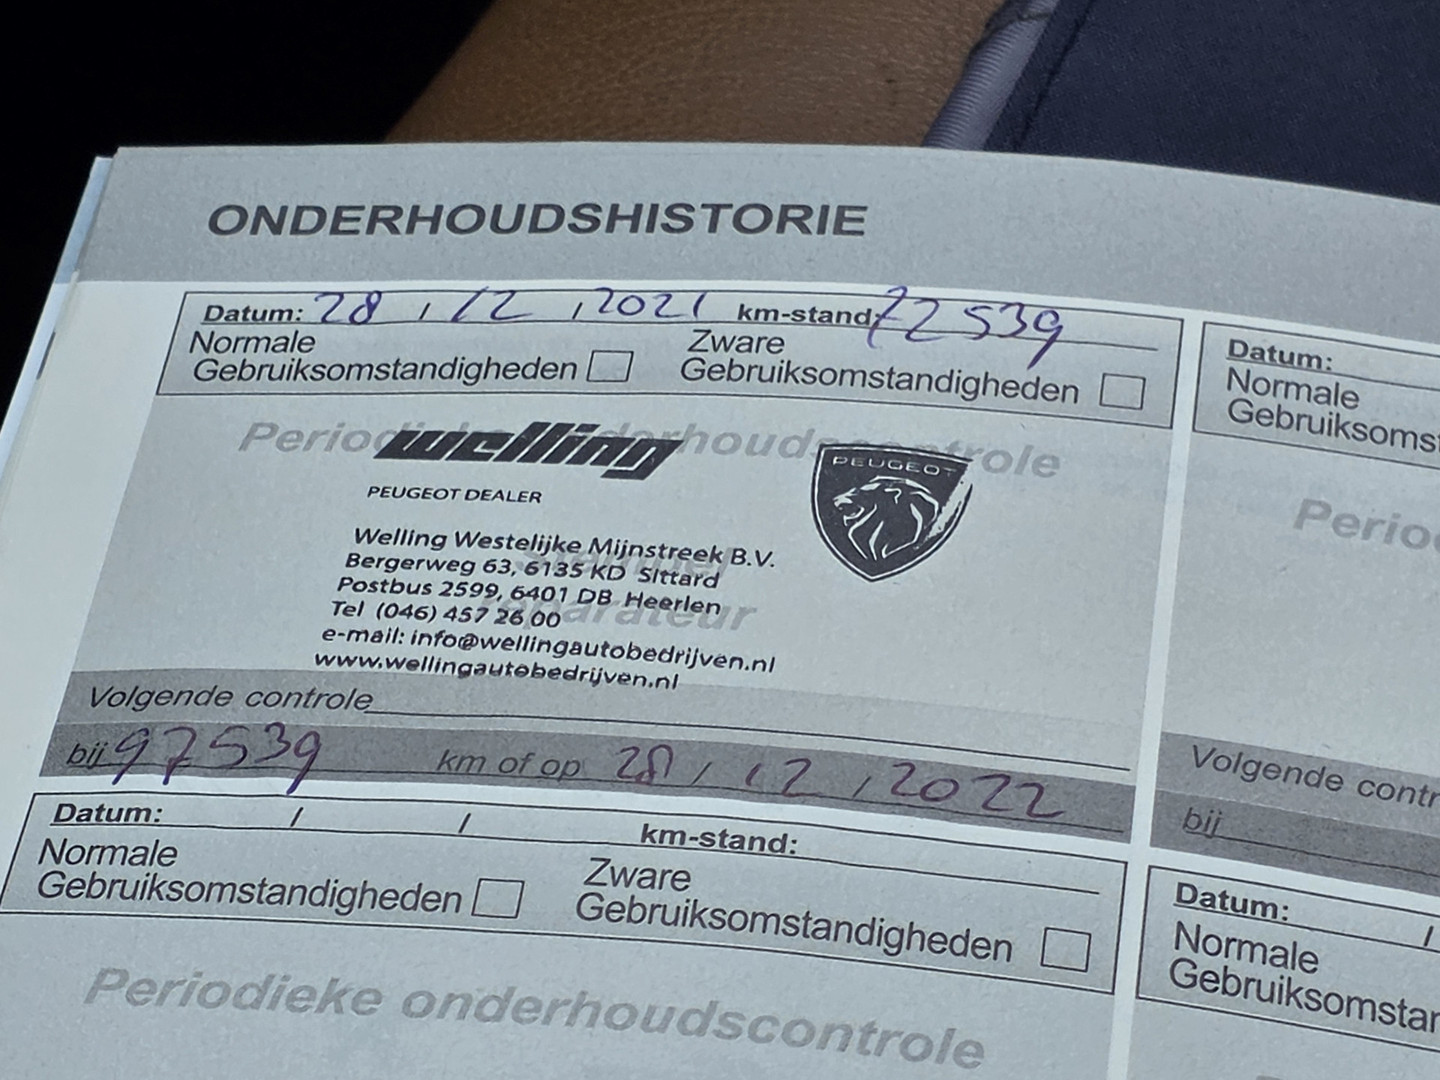 ONDERHOUDSHISTORIE
Datum: 28 / 12 / 2021 km-stand: 72539
Normale
Gebruiksomstandigheden
Zware
Gebruiksomstandigheden
Periodieke onderhoudscontrole
welling
PEUGEOT DEALER
PEUGEOT
Welling Westelijke Mijnstreek B.V.
Bergerweg 63, 6135 KD Sittard
Postbus 2599, 6401 DB Heerlen
Tel (046) 457 26 00
e-mail: info@wellingautobedrijven.nl
www.wellingautobedrijven.nl
Volgende controle
bij 97539 km of op 28 / 12 / 2022
Datum: / / km-stand:
Normale
Gebruiksomstandigheden
Zware
Gebruiksomstandigheden
Periodieke onderhoudscontrole
Datum:
Normale
Gebruiksomst
Perio
Volgende contr
bij
Datum: /
Normale
Gebruiksomstar